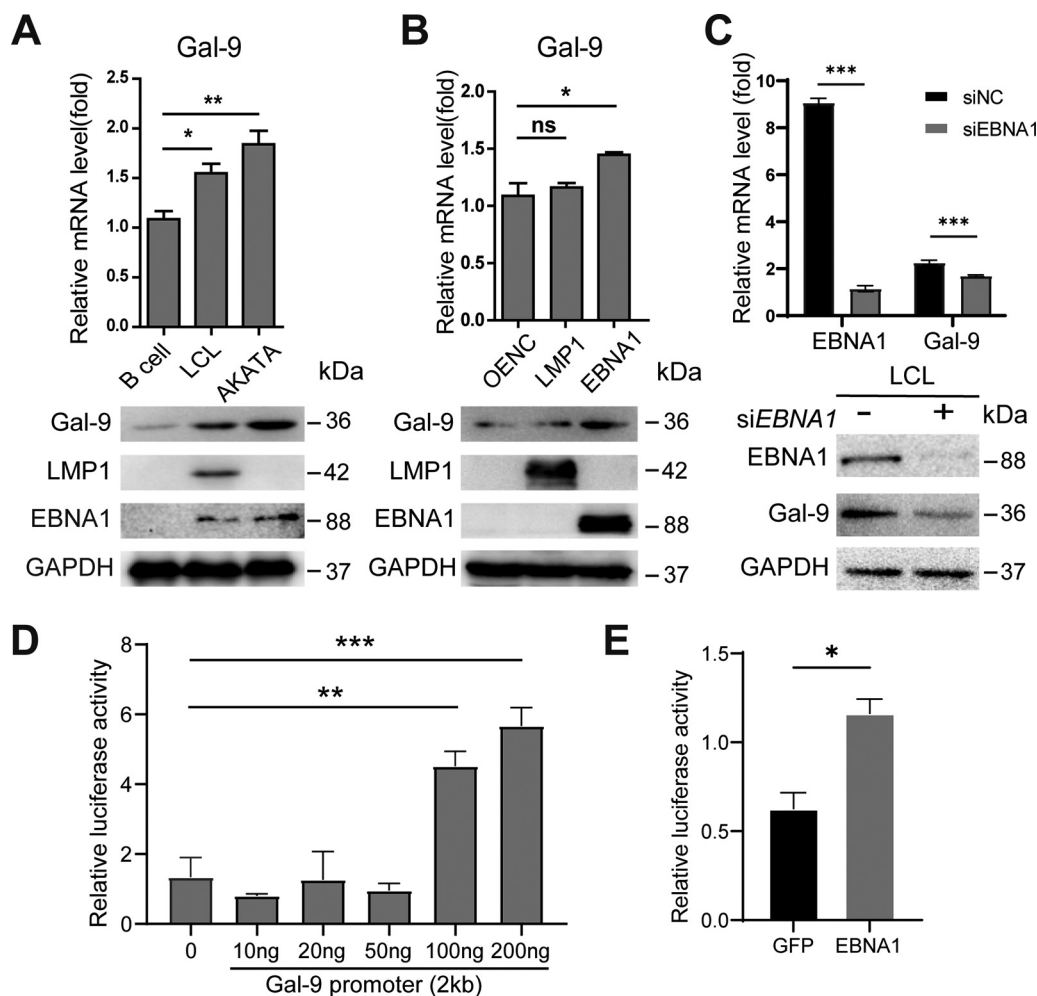 A
Gal-9
Relative mRNA level(fold)
2.5
2.0
1.5
1.0
0.0
**
*
B cell
LCL
AKATA
kDa
Gal-9
36
LMP1
42
EBNA1
88
GAPDH
37
B
Gal-9
Relative mRNA level(fold)
2.0
1.5
1.0
0.5
0.0
*
ns
OENC
LMP1
EBNA1
kDa
Gal-9
36
LMP1
42
EBNA1
88
GAPDH
37
C
Relative mRNA level (fold)
10
8
6
4
2
0
***
***
siNC
siEBNA1
EBNA1
Gal-9
LCL
siEBNA1 - + kDa
EBNA1
88
Gal-9
36
GAPDH
37
D
Relative luciferase activity
8
6
4
2
0
***
**
0 10ng 20ng 50ng 100ng 200ng
Gal-9 promoter (2kb)
E
Relative luciferase activity
1.5
1.0
0.5
0.0
*
GFP EBNA1